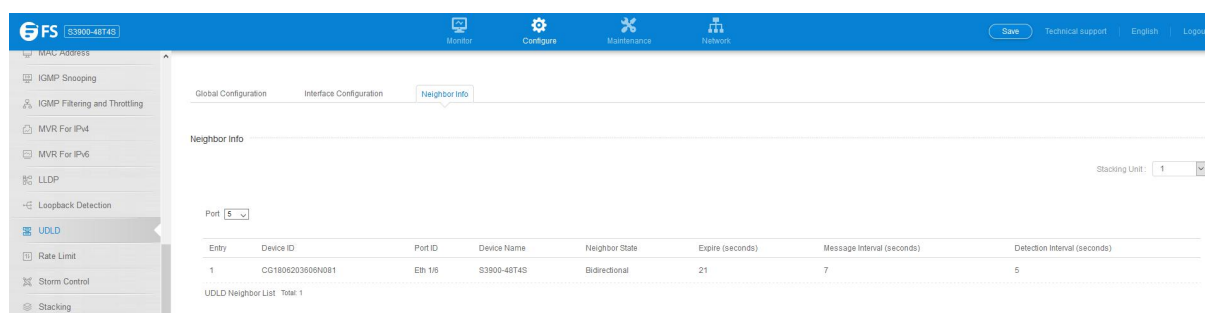 FS S3900-48T4S
Monitor Configure Maintenance Network
Save Technical support | English | Logou
MAC Address
IGMP Snooping
IGMP Filtering and Throttling
MVR For IPv4
MVR For IPv6
LLDP
Loopback Detection
UDLD
Rate Limit
Storm Control
Stacking
Global Configuration Interface Configuration Neighbor Info
Neighbor Info
Stacking Unit: 1
Port 5
Entry Device ID Port ID Device Name Neighbor State Expire (seconds) Message Interval (seconds) Detection Interval (seconds)
1 CG1806203606N081 Eth 1/6 S3900-48T4S Bidirectional 21 7 5
UDLD Neighbor List Total: 1